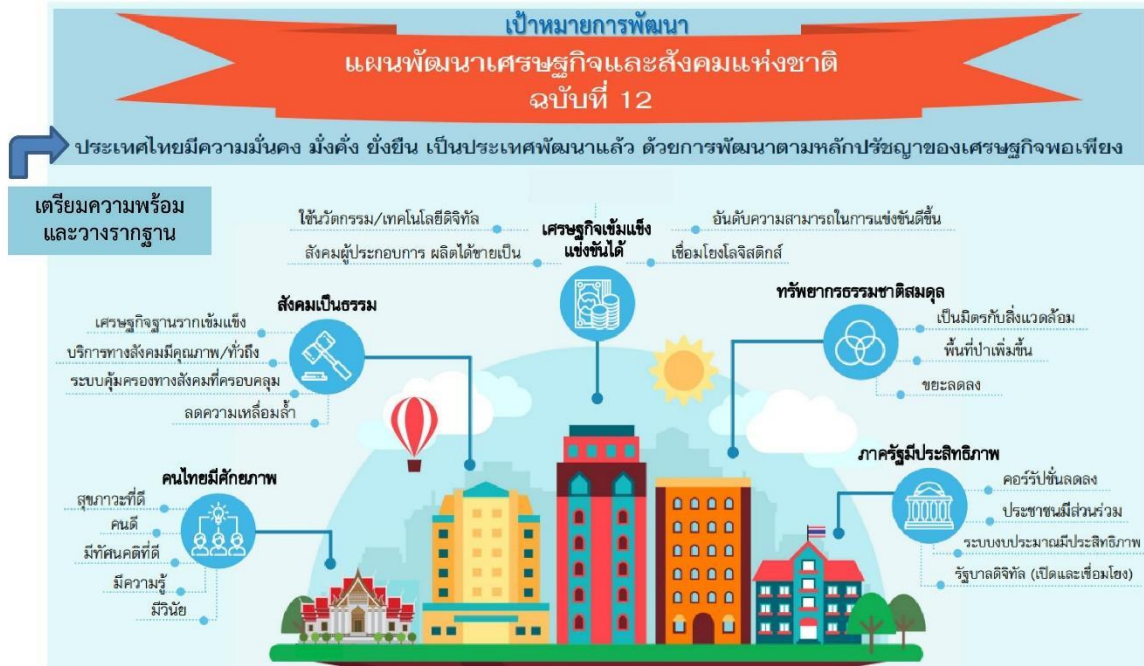 เป้าหมายการพัฒนา
แผนพัฒนาเศรษฐกิจและสังคมแห่งชาติ
ฉบับที่ 12
ประเทศไทยมีความมั่นคง มั่งคั่ง ยั่งยืน เป็นประเทศพัฒนาแล้ว ด้วยการพัฒนาตามหลักปรัชญาของเศรษฐกิจพอเพียง
เตรียมความพร้อม
และวางรากฐาน
เศรษฐกิจเข้มแข็ง
แข่งขันได้
ใช้นวัตกรรม/เทคโนโลยีดิจิทัล
สังคมผู้ประกอบการ ผลิตได้ขายเป็น
อันดับความสามารถในการแข่งขันดีขึ้น
เชื่อมโยงโลจิสติกส์
สังคมเป็นธรรม
เศรษฐกิจฐานรากเข้มแข็ง
บริการทางสังคมมีคุณภาพ/ทั่วถึง
ระบบคุ้มครองทางสังคมที่ครอบคลุม
ลดความเหลื่อมล้ำ
ทรัพยากรธรรมชาติสมดุล
เป็นมิตรกับสิ่งแวดล้อม
พื้นที่ป่าเพิ่มขึ้น
ขยะลดลง
คนไทยมีศักยภาพ
สุขภาวะที่ดี
คนดี
มีทัศนคติที่ดี
มีความรู้
มีวินัย
ภาครัฐมีประสิทธิภาพ
คอร์รัปชั่นลดลง
ประชาชนมีส่วนร่วม
ระบบงบประมาณมีประสิทธิภาพ
รัฐบาลดิจิทัล (เปิดและเชื่อมโยง)